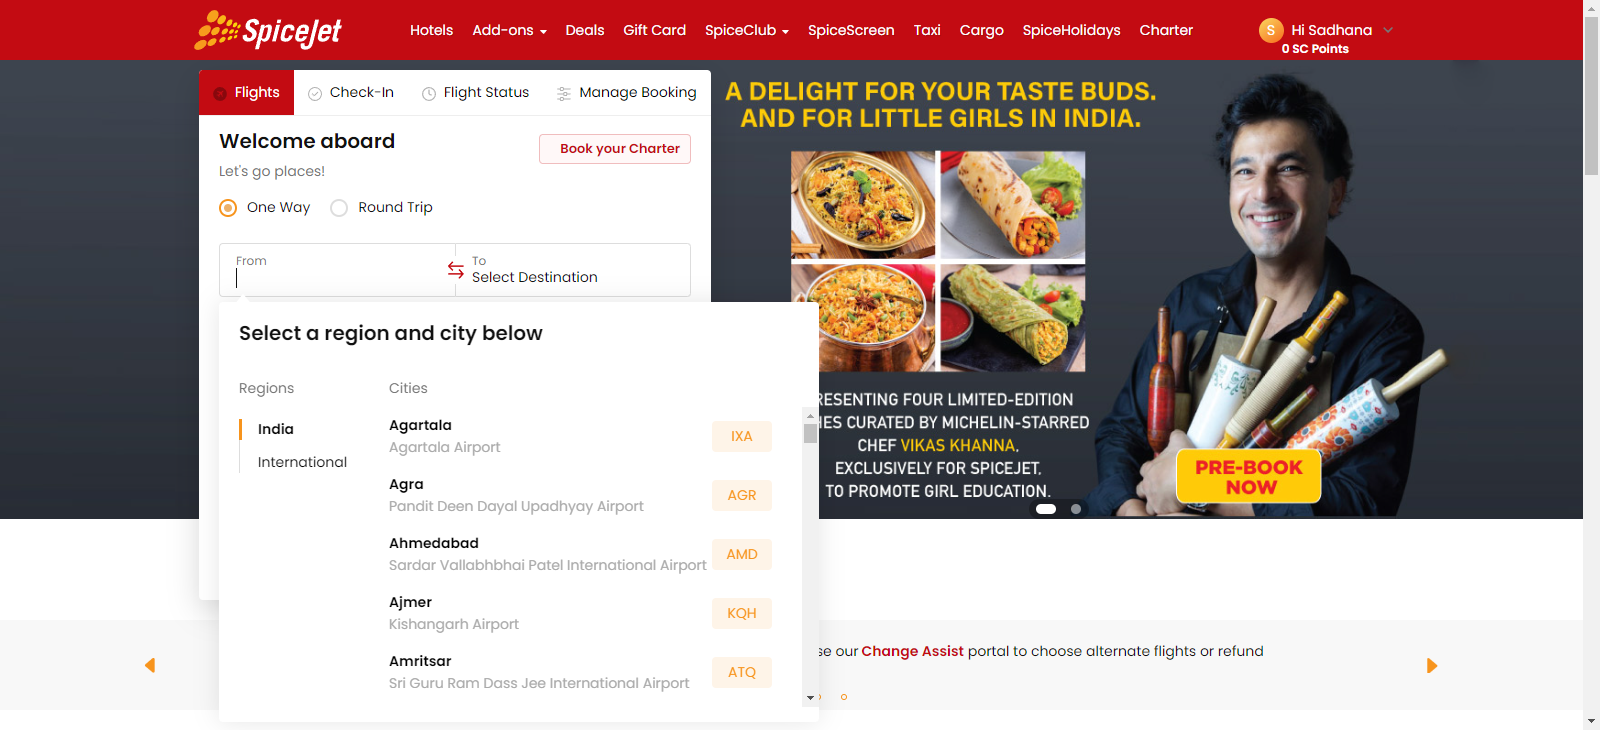 SpiceJet
Hotels Add-ons Deals Gift Card SpiceClub SpiceScreen Taxi Cargo SpiceHolidays Charter
S Hi Sadhana
0 SC Points
Flights Check-In Flight Status Manage Booking
Welcome aboard
Book your Charter
Let's go places!
One Way Round Trip
From
To
Select Destination
Select a region and city below
Regions Cities
India
International
Agartala
Agartala Airport
IXA
Agra
Pandit Deen Dayal Upadhyay Airport
AGR
Ahmedabad
Sardar Vallabhbhai Patel International Airport
AMD
Ajmer
Kishangarh Airport
KQH
Amritsar
Sri Guru Ram Dass Jee International Airport
ATQ
A DELIGHT FOR YOUR TASTE BUDS.
AND FOR LITTLE GIRLS IN INDIA.
RESENTING FOUR LIMITED-EDITION
HES CURATED BY MICHELIN-STARRED
CHEF VIKAS KHANNA,
EXCLUSIVELY FOR SPICEJET,
TO PROMOTE GIRL EDUCATION.
PRE-BOOK
NOW
se our Change Assist portal to choose alternate flights or refund